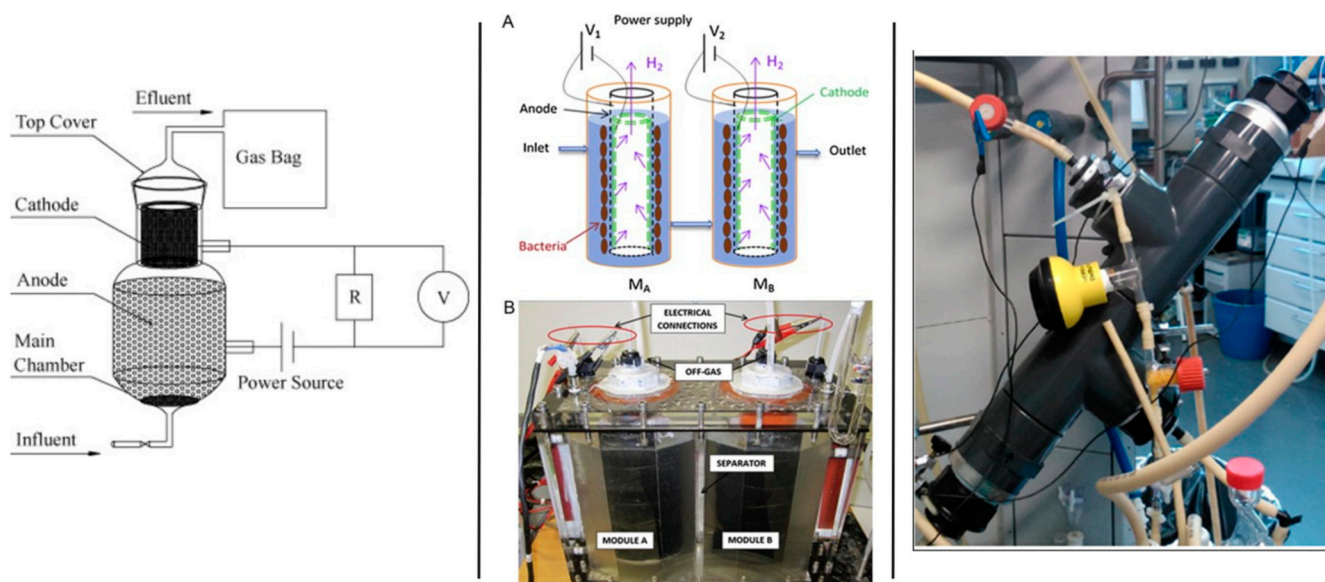 Efluent
Top Cover
Gas Bag
Cathode
Anode
R
V
Main
Chamber
Power Source
Influent
A
Power supply
V1
V2
H2
H2
Anode
Cathode
Inlet
Outlet
Bacteria
MA
MB
B
ELECTRICAL
CONNECTIONS
OFF-GAS
SEPARATOR
MODULE A
MODULE B